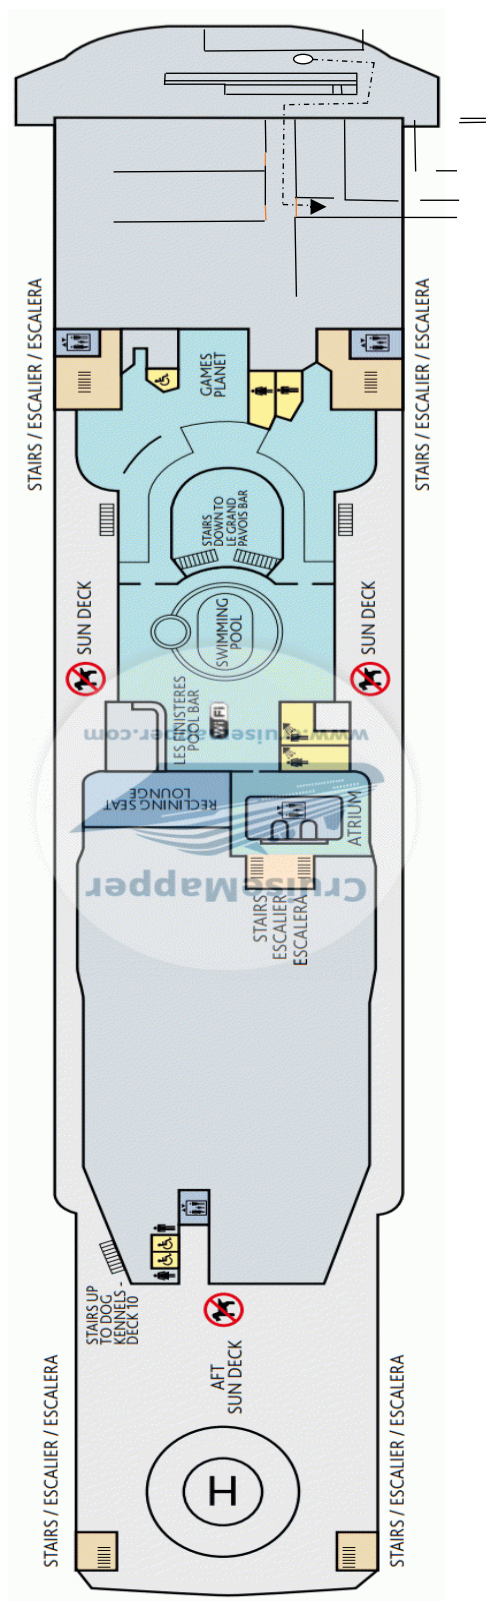 STAIRS / ESCALIER / ESCALERA
STAIRS / ESCALIER / ESCALERA
GAMES
PLANET
STAIRS
DOWN TO
LE GRAND
PAVOIS BAR
SUN DECK
SUN DECK
SWIMMING
POOL
LES FINISTERES
POOL BAR
WiFi
www.cruisemapper.com
RECLINING SEAT
LOUNGE
ATRIUM
CruiseMapper
STAIRS
ESCALIER
ESCALERA
STAIRS UP
TO DOG
KENNELS -
DECK 10
AFT
SUN DECK
STAIRS / ESCALIER / ESCALERA
STAIRS / ESCALIER / ESCALERA
H